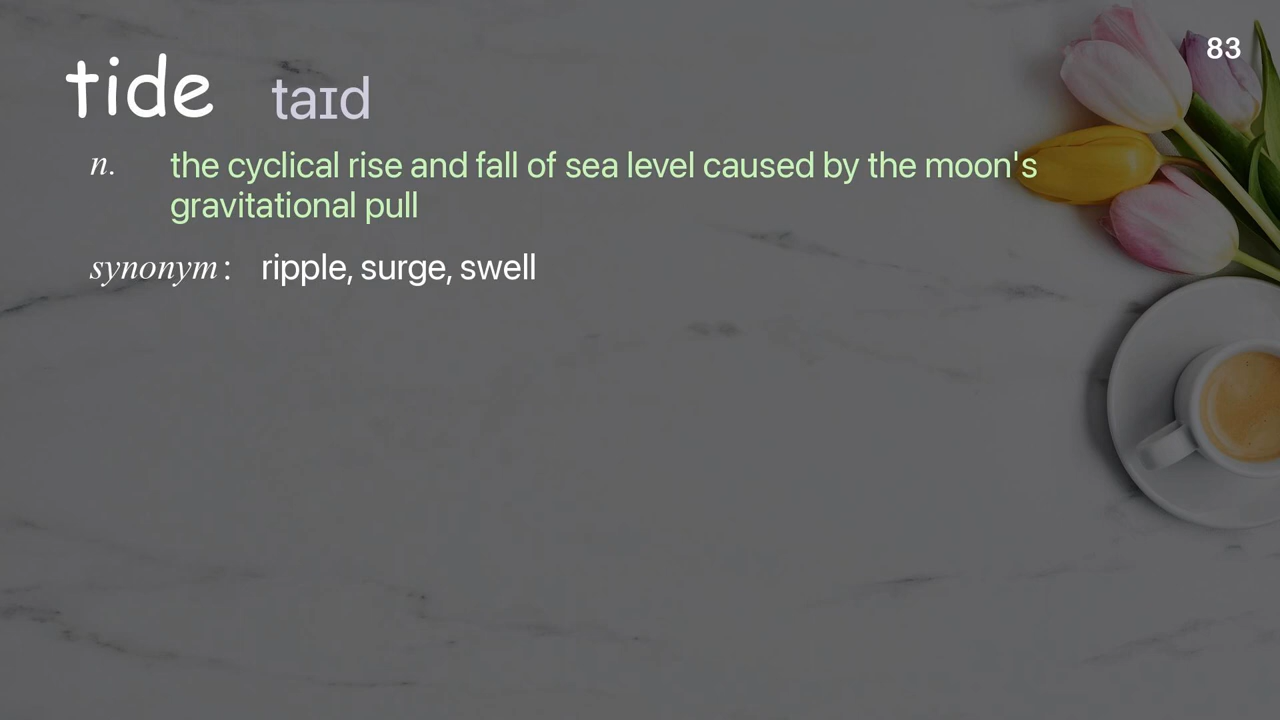 83
tide taɪd
n. the cyclical rise and fall of sea level caused by the moon's
gravitational pull
synonym: ripple, surge, swell